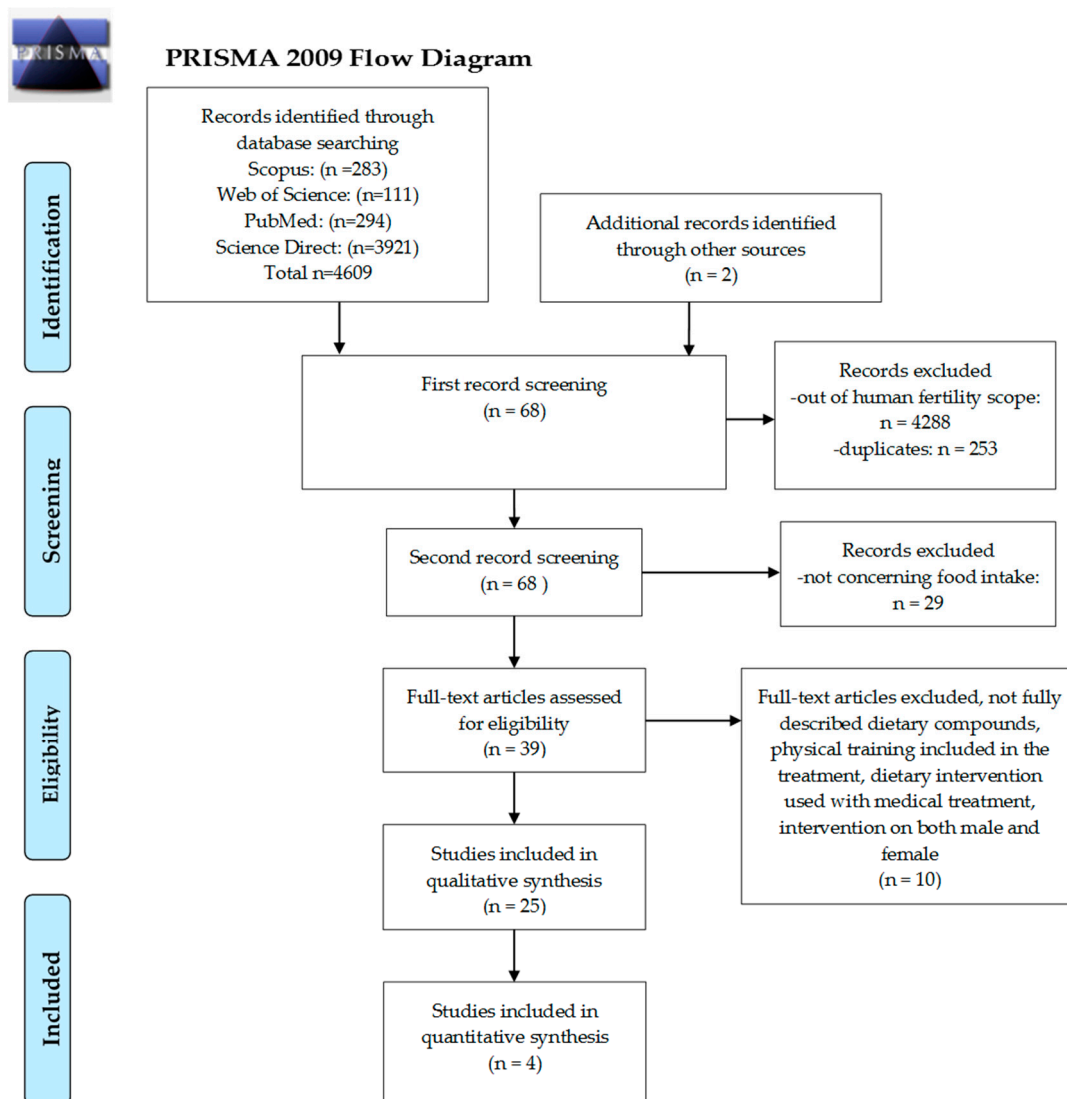 PRISMA
PRISMA 2009 Flow Diagram
Identification
Records identified through
database searching
Scopus: (n =283)
Web of Science: (n=111)
PubMed: (n=294)
Science Direct: (n=3921)
Total n=4609
Additional records identified
through other sources
(n = 2)
First record screening
(n = 68)
Records excluded
-out of human fertility scope:
n = 4288
-duplicates: n = 253
Screening
Second record screening
(n = 68 )
Records excluded
-not concerning food intake:
n = 29
Eligibility
Full-text articles assessed
for eligibility
(n = 39)
Full-text articles excluded, not fully
described dietary compounds,
physical training included in the
treatment, dietary intervention
used with medical treatment,
intervention on both male and
female
(n = 10)
Studies included in
qualitative synthesis
(n = 25)
Included
Studies included in
quantitative synthesis
(n = 4)